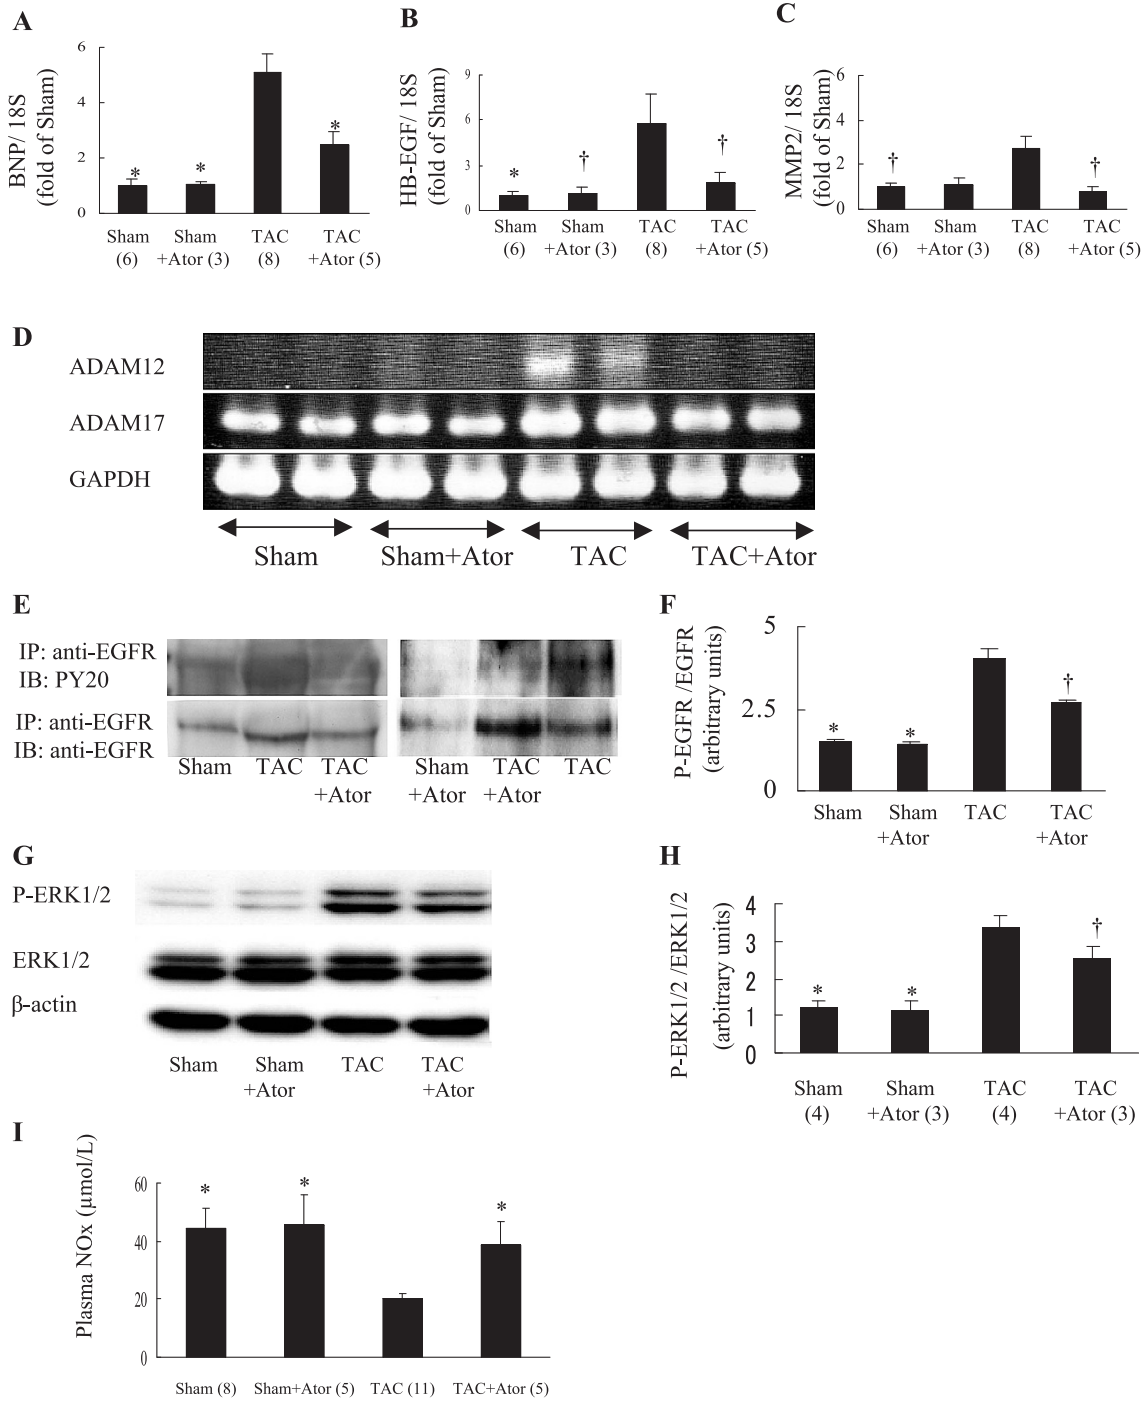 A
BNP/ 18S
(fold of Sham)
6
4
2
0
*
*
*
Sham
(6)
Sham
+Ator (3)
TAC
(8)
TAC
+Ator (5)
B
HB-EGF/ 18S
(fold of Sham)
9
6
3
0
*
†
†
Sham
(6)
Sham
+Ator (3)
TAC
(8)
TAC
+Ator (5)
C
MMP2/ 18S
(fold of Sham)
6
4
2
0
†
†
Sham
(6)
Sham
+Ator (3)
TAC
(8)
TAC
+Ator (5)
D
ADAM12
ADAM17
GAPDH
Sham
Sham+Ator
TAC
TAC+Ator
E
IP: anti-EGFR
IB: PY20
IP: anti-EGFR
IB: anti-EGFR
Sham
TAC
TAC
+Ator
Sham
+Ator
TAC
+Ator
TAC
F
P-EGFR /EGFR
(arbitrary units)
5
2.5
0
*
*
†
Sham
Sham
+Ator
TAC
TAC
+Ator
G
P-ERK1/2
ERK1/2
β-actin
Sham
Sham
+Ator
TAC
TAC
+Ator
H
P-ERK1/2 /ERK1/2
(arbitrary units)
4
3
2
1
0
*
*
†
Sham
(4)
Sham
+Ator (3)
TAC
(4)
TAC
+Ator (3)
I
Plasma NOx (μmol/L)
60
40
20
0
*
*
*
Sham (8)
Sham+Ator (5)
TAC (11)
TAC+Ator (5)